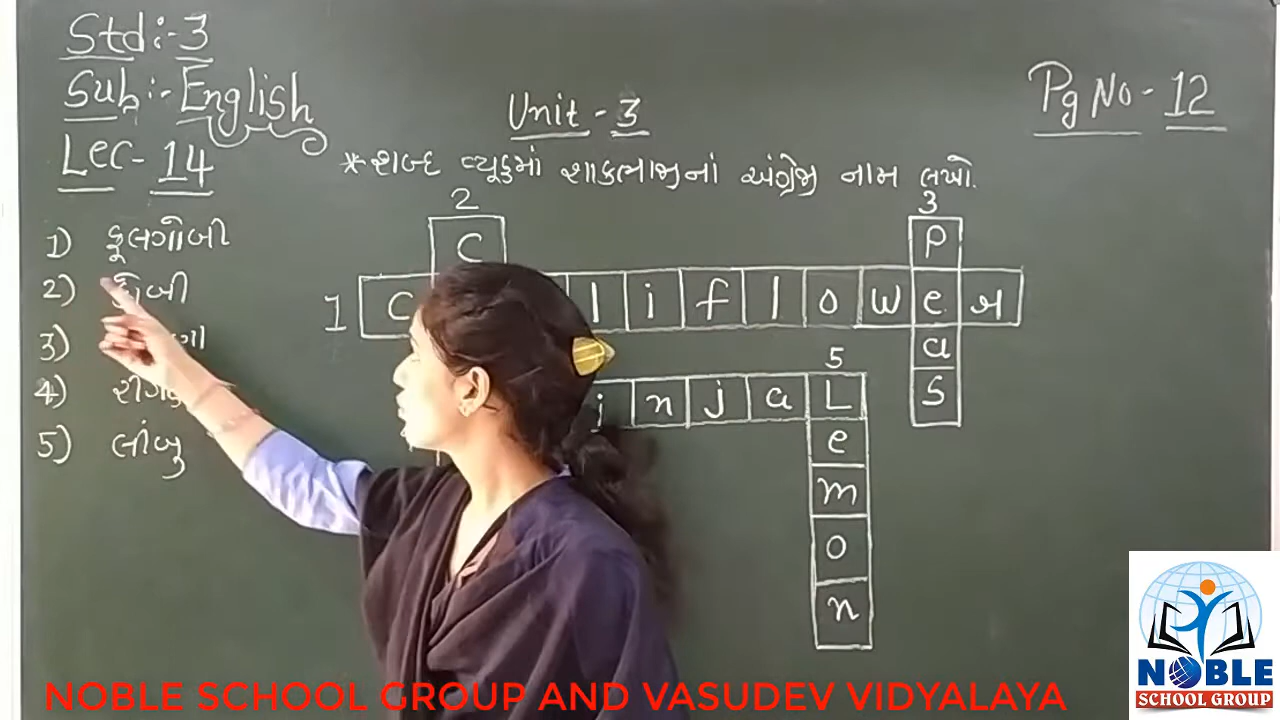 Std:-3
Sub:-English
Lec-14
Unit-3
Pg No-12
*શબ્દ વ્યૂહમાં શાકભાજીનાં અંગ્રેજી નામ લખો.
1) ફૂલગોબી
2)
3)
4)
5) લીંબુ
2
C
3
P
1 C l i f l o w e r
a
S
5
i n j a L
e
m
o
n
NOBLE
SCHOOL GROUP
NOBLE SCHOOL GROUP AND VASUDEV VIDYALAYA